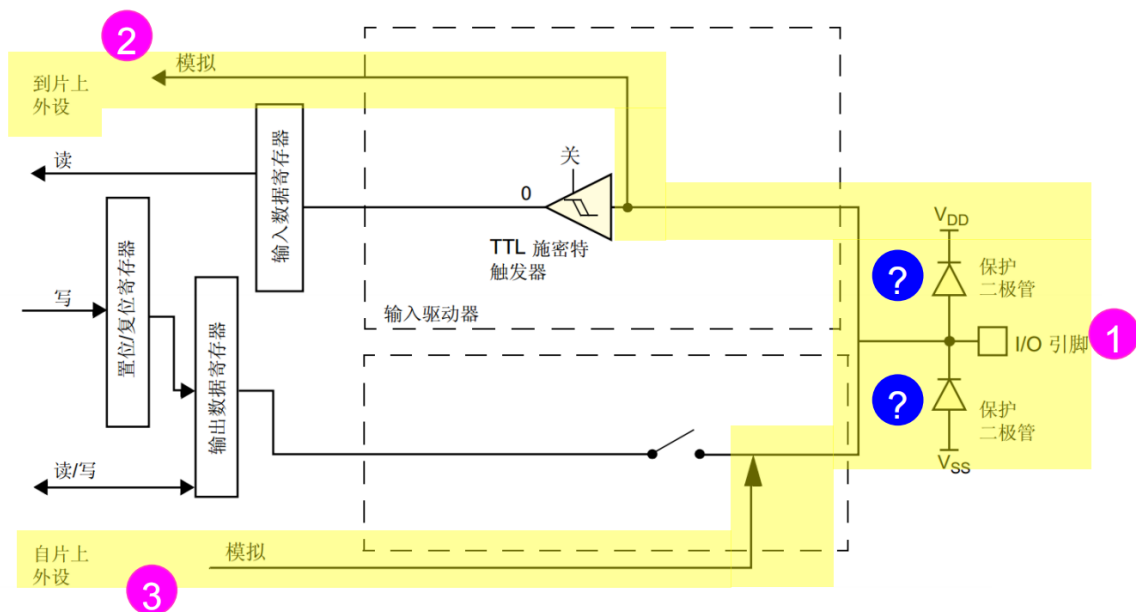 2
模拟
到片上
外设
读
输入数据寄存器
关
0
TTL 施密特
触发器
输入驱动器
VDD
?
保护
二极管
I/O 引脚
1
?
保护
二极管
VSS
写
置位/复位寄存器
输出数据寄存器
读/写
自片上
外设
模拟
3